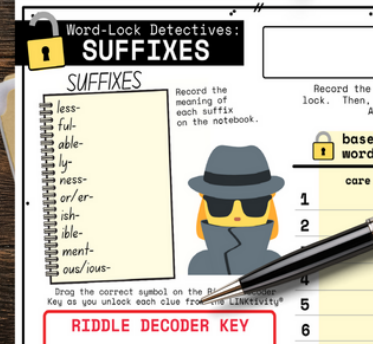 Word-Lock Detectives:
SUFFIXES
SUFFIXES
less-
ful-
able-
ly-
ness-
or/er-
ish-
ible-
ment-
ous/ious-
Record the
meaning of
each suffix
on the notebook.
Drag the correct symbol on the
Key as you unlock each clue from the LINKtivity®
RIDDLE DECODER KEY
Record the
lock. Then,
base
word
care
1
2
4
5
6